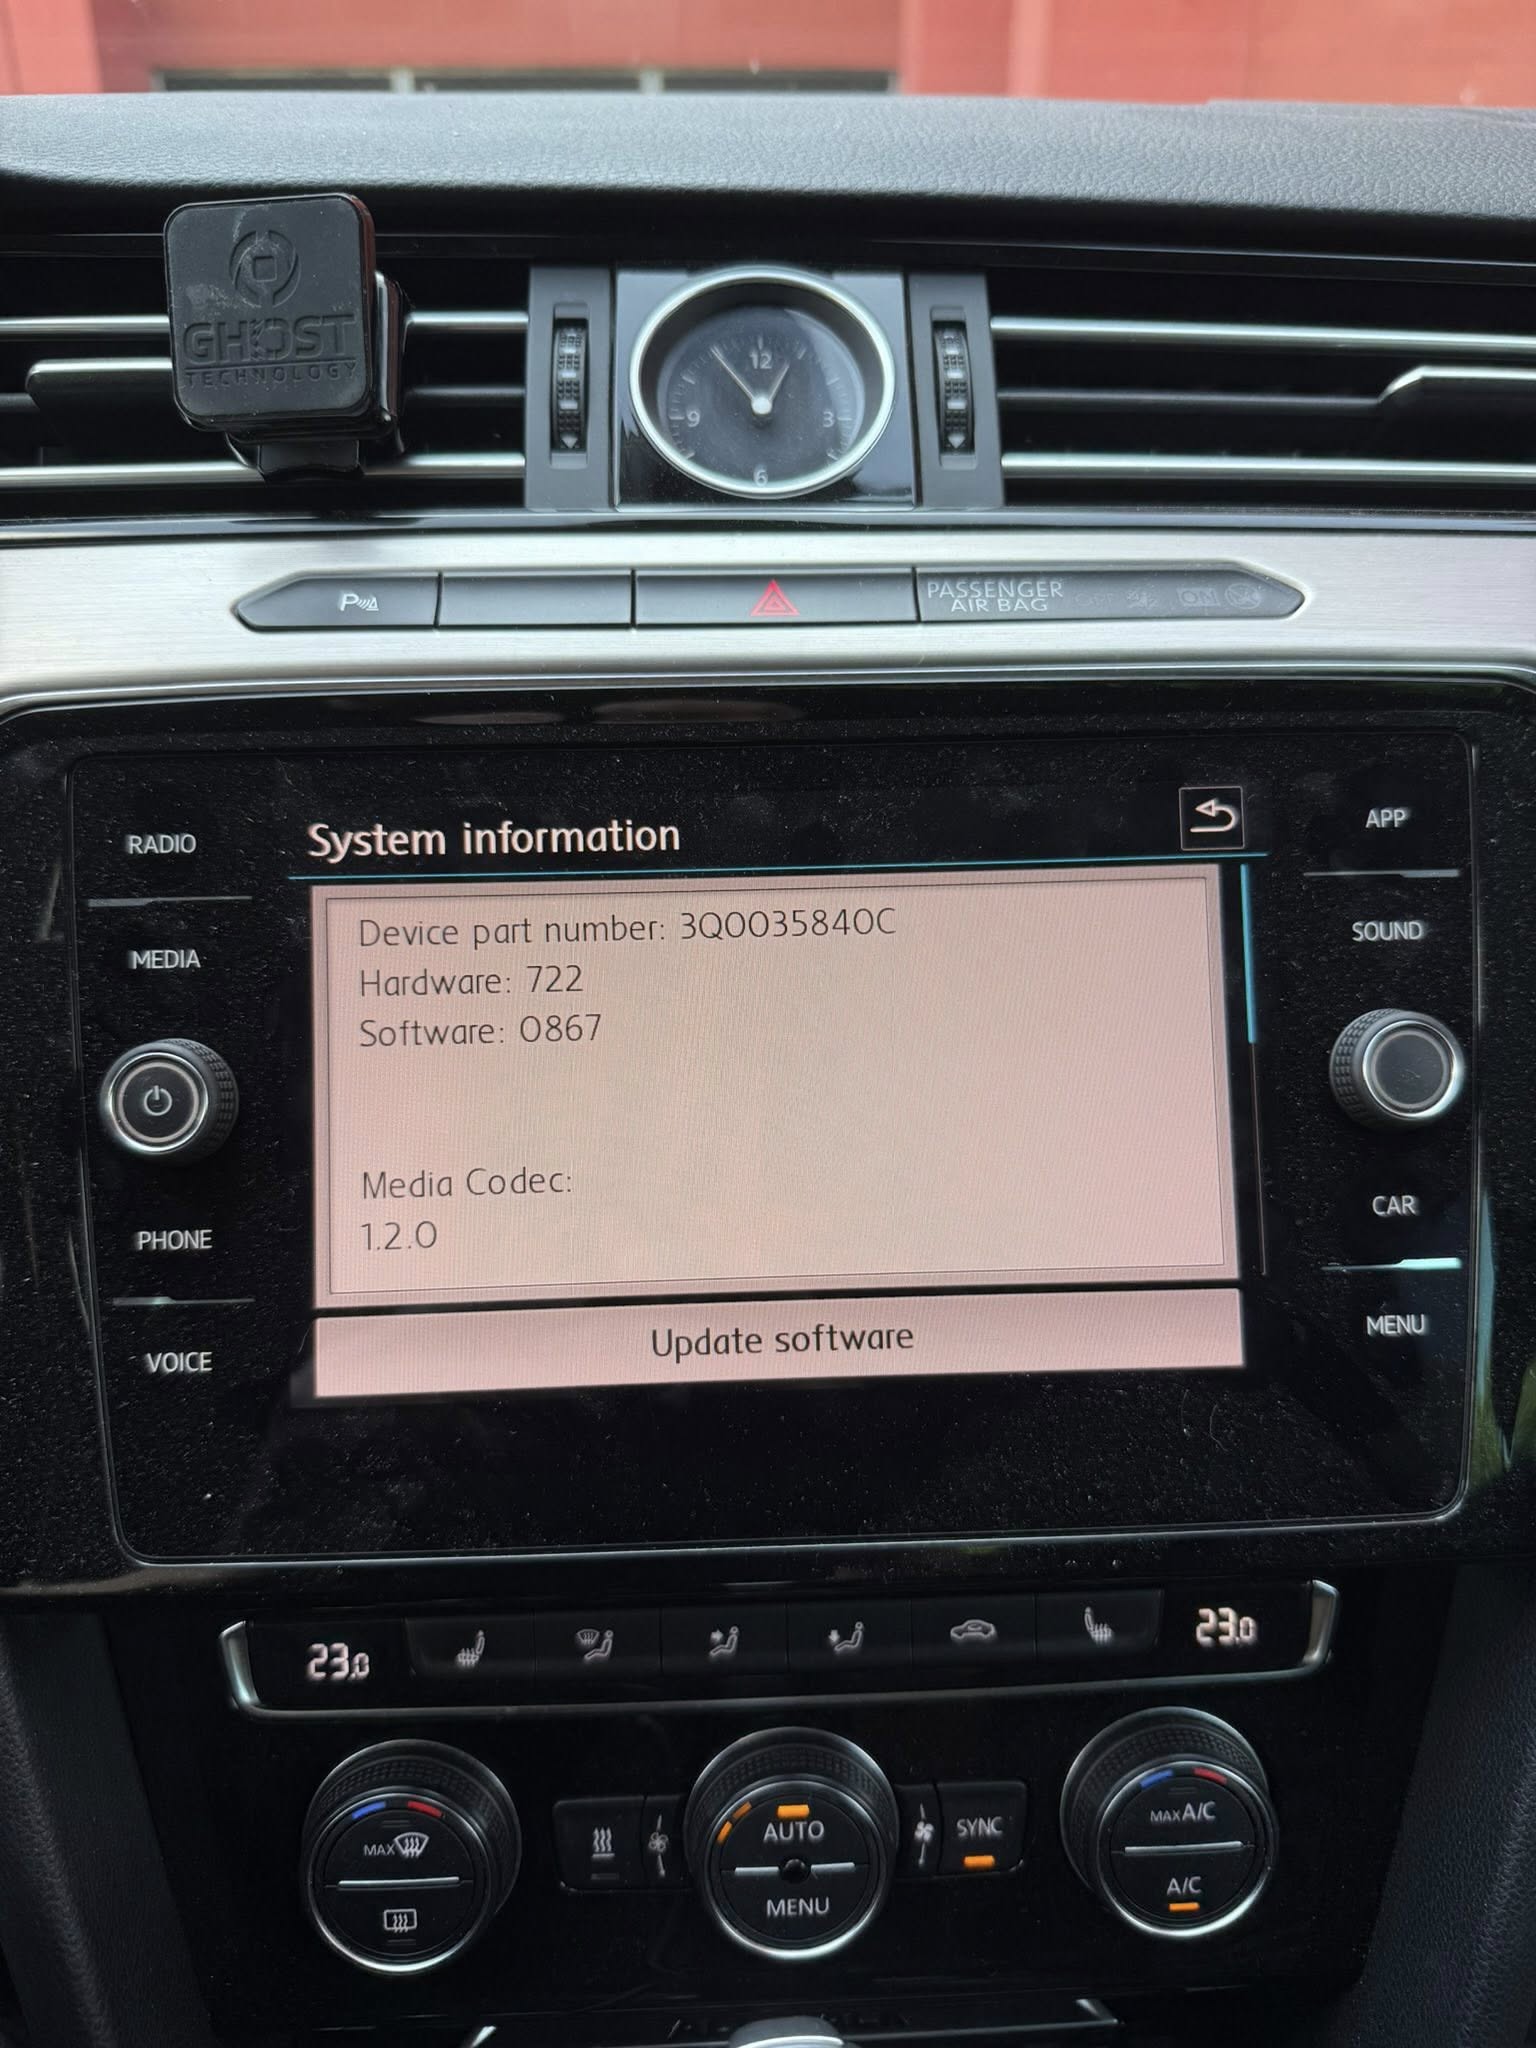 GHOST
TECHNOLOGY
12
9
3
6
P
PASSENGER
AIR BAG
OFF
ON
RADIO
System information
APP
MEDIA
Device part number: 3Q0035840C
SOUND
Hardware: 722
Software: 0867
PHONE
Media Codec:
CAR
1.2.0
VOICE
Update software
MENU
23.0
23.0
MAX
AUTO
MENU
SYNC
MAX A/C
A/C